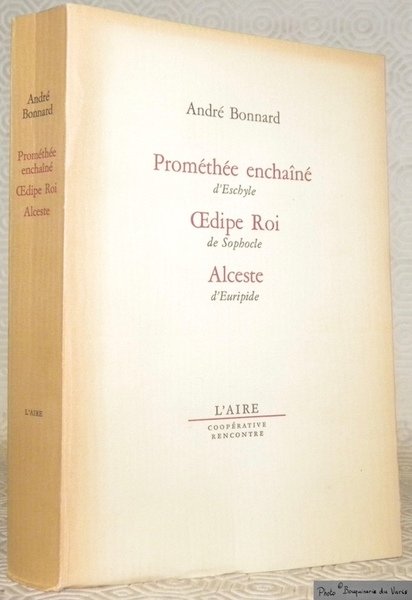 André
Bonnard
Prométhée
enchaîné
Œdipe Roi
Alceste
L'AIRE
André Bonnard
Prométhée enchaîné
d'Eschyle
Œdipe Roi
de Sophocle
Alceste
d'Euripide
L'AIRE
COOPÉRATIVE
RENCONTRE
Photo © Bouquinerie du Varis